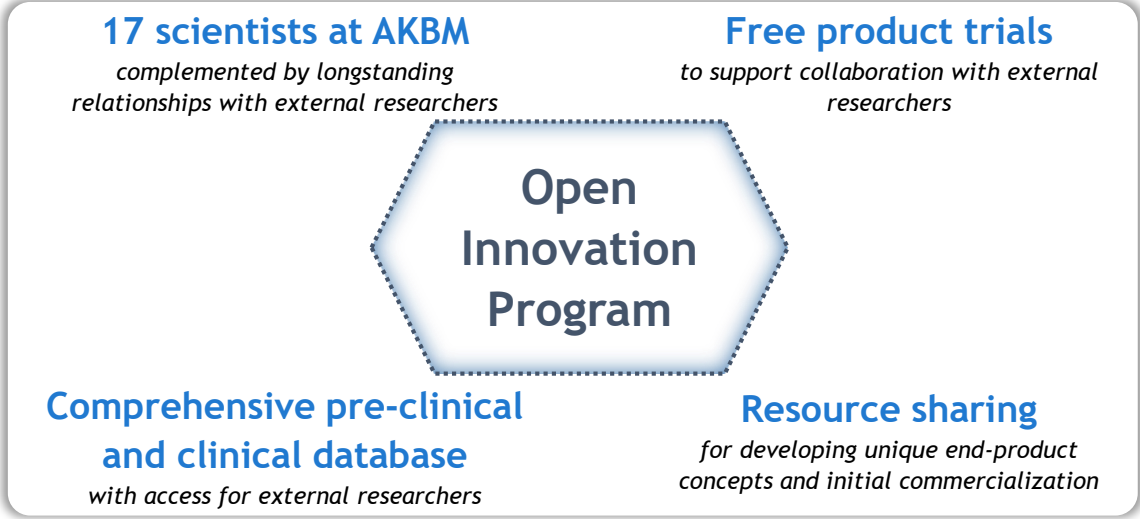 17 scientists at AKBM
complemented by longstanding
relationships with external researchers
Free product trials
to support collaboration with external
researchers
Open
Innovation
Program
Comprehensive pre-clinical
and clinical database
with access for external researchers
Resource sharing
for developing unique end-product
concepts and initial commercialization